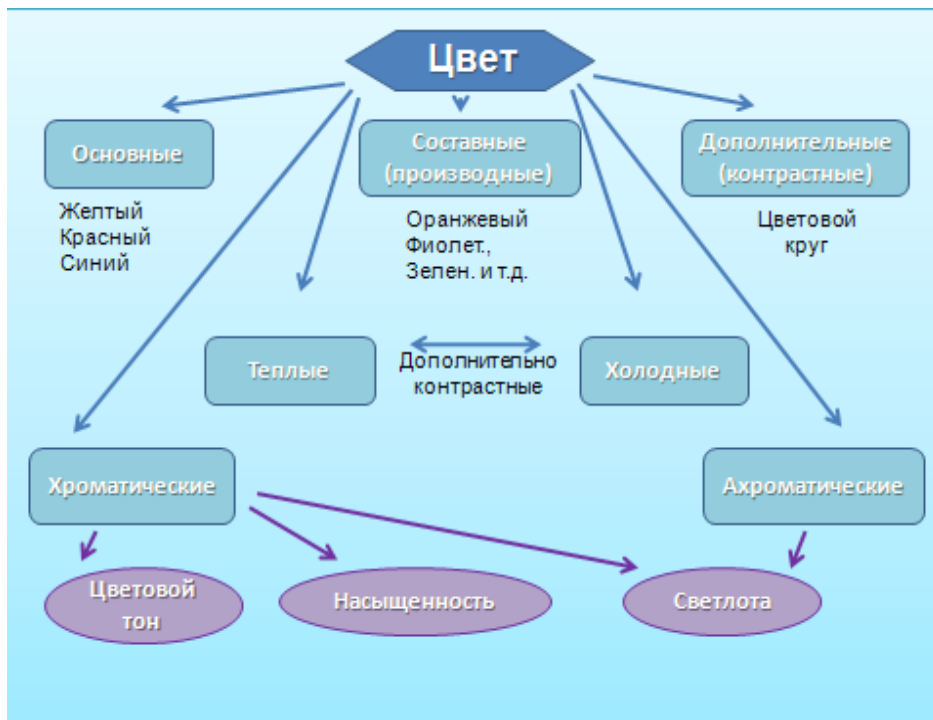 Цвет
Основные
Составные
(производные)
Дополнительные
(контрастные)
Желтый
Красный
Синий
Оранжевый
Фиолет.,
Зелен. и т.д.
Цветовой
круг
Теплые
Дополнительно
контрастные
Холодные
Хроматические
Ахроматические
Цветовой
тон
Насыщенность
Светлота